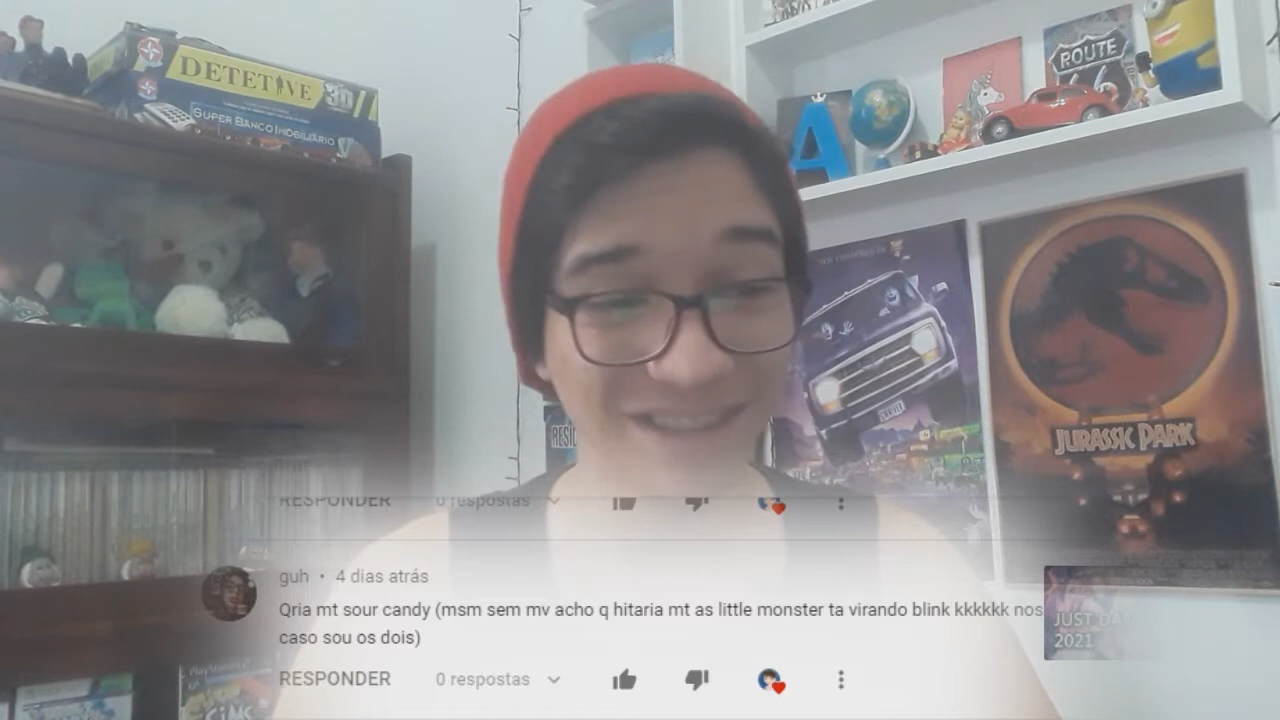 DETETIVE 3D
SUPER BANCO IMOBILIÁRIO
ROUTE
66
A
JURASSIC PARK
RESPONDER 0 respostas
guh • 4 dias atrás
Qria mt sour candy (msm sem mv acho q hitaria mt as little monster ta virando blink kkkkkk nos
caso sou os dois)
JUST
2021
RESPONDER 0 respostas
PlayStation 2